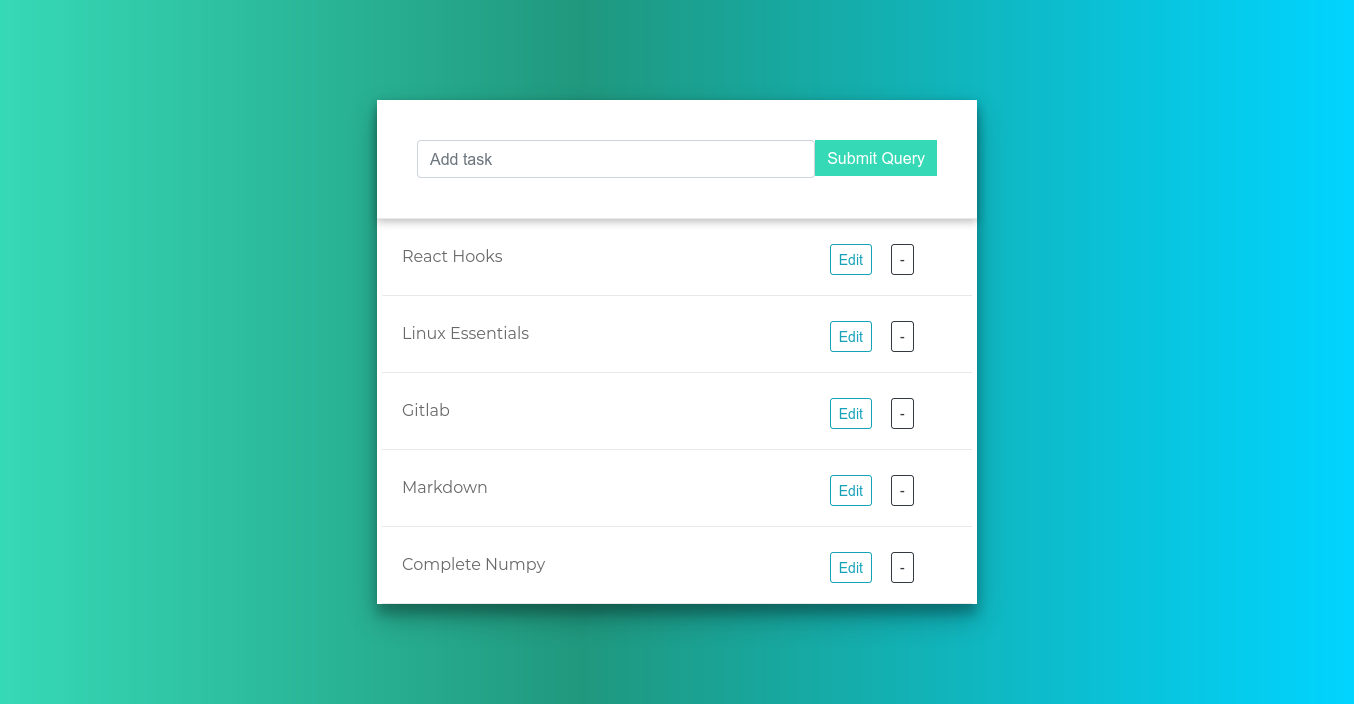 Add task
Submit Query
React Hooks
Edit
-
Linux Essentials
Edit
-
Gitlab
Edit
-
Markdown
Edit
-
Complete Numpy
Edit
-